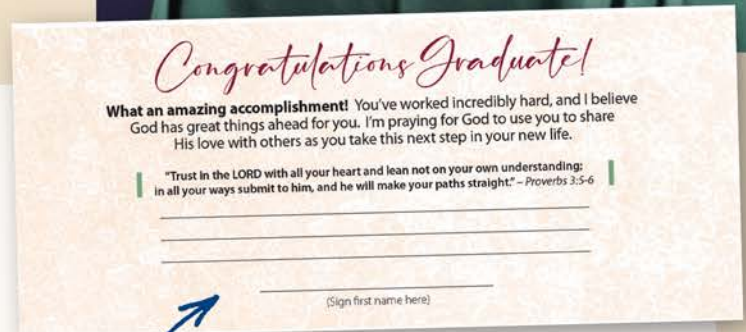 Congratulations Graduate!
What an amazing accomplishment! You've worked incredibly hard, and I believe
God has great things ahead for you. I'm praying for God to use you to share
His love with others as you take this next step in your new life.
"Trust in the LORD with all your heart and lean not on your own understanding;
in all your ways submit to him, and he will make your paths straight." – Proverbs 3:5-6
(Sign first name here)